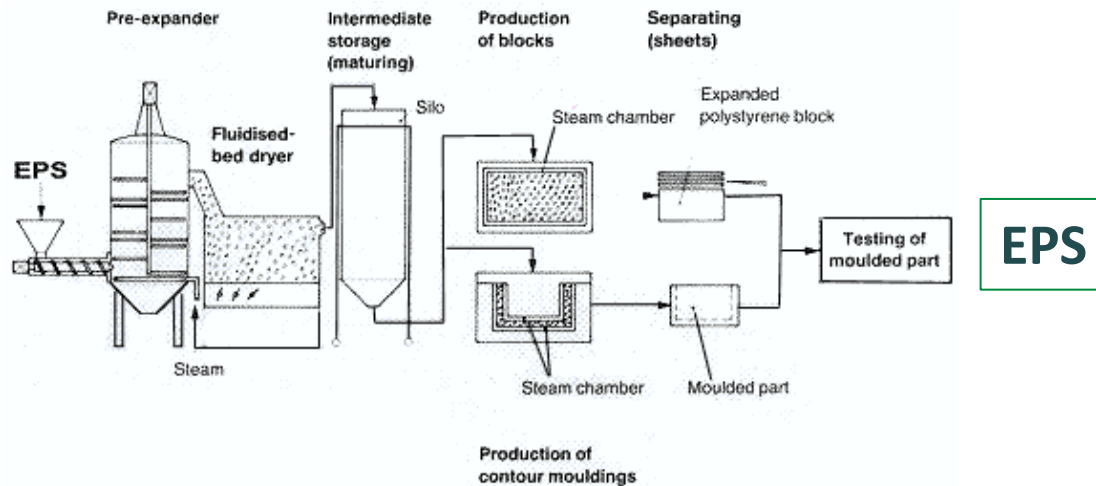 Pre-expander
Intermediate
storage
(maturing)
Production
of blocks
Separating
(sheets)
Silo
Expanded
polystyrene block
Steam chamber
Fluidised-
bed dryer
EPS
Testing of
moulded part
EPS
Steam
Steam chamber
Moulded part
Production of
contour mouldings